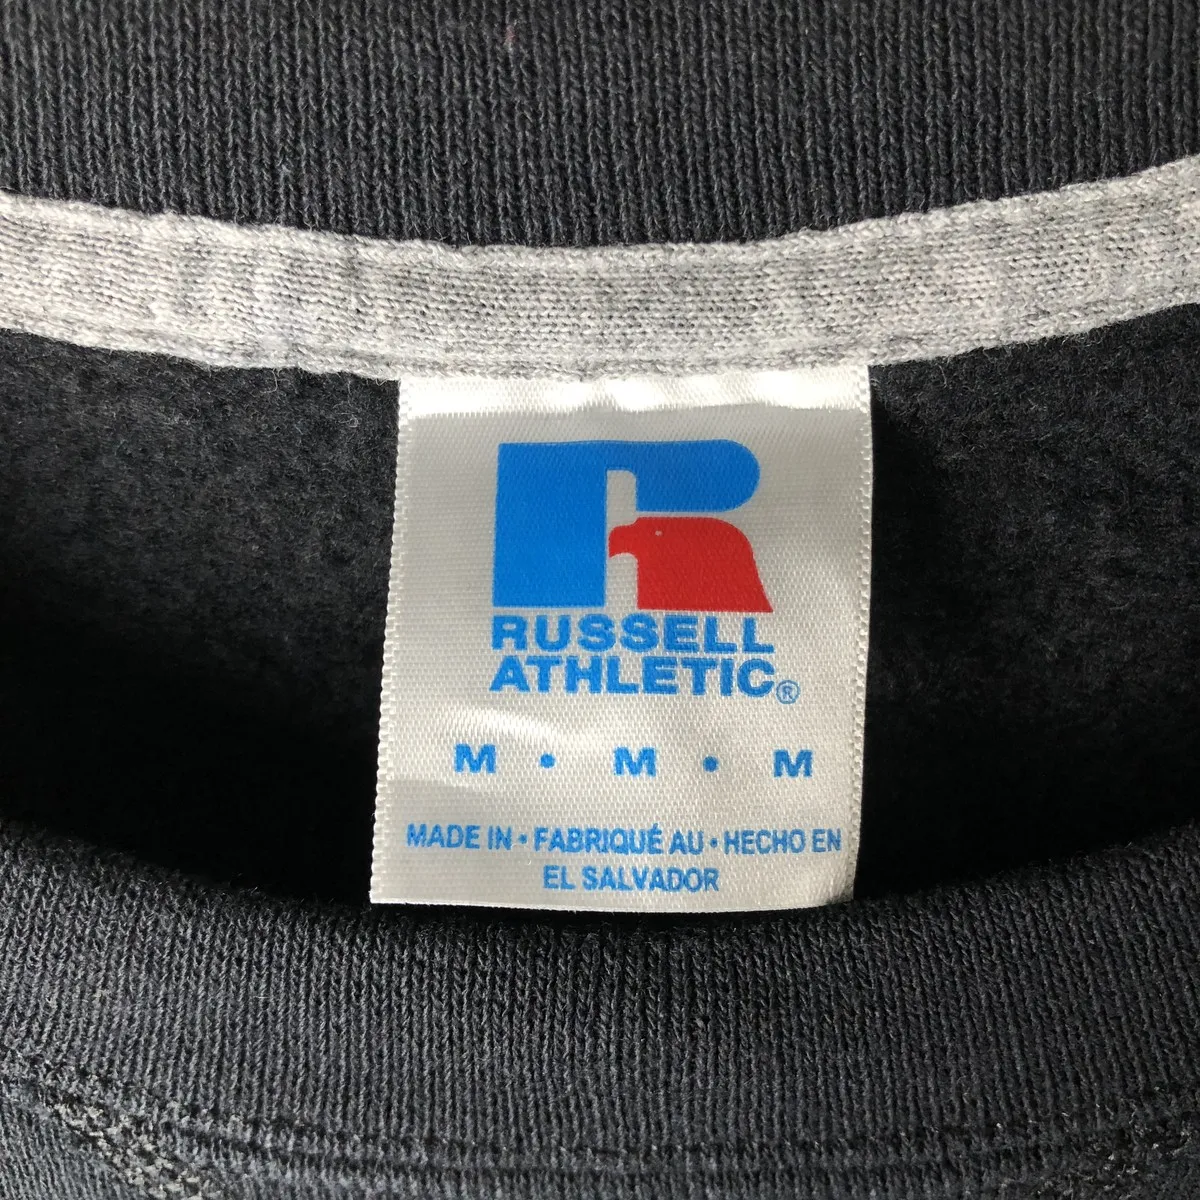 RUSSELL
ATHLETIC®
M • M • M
MADE IN • FABRIQUÉ AU • HECHO EN
EL SALVADOR